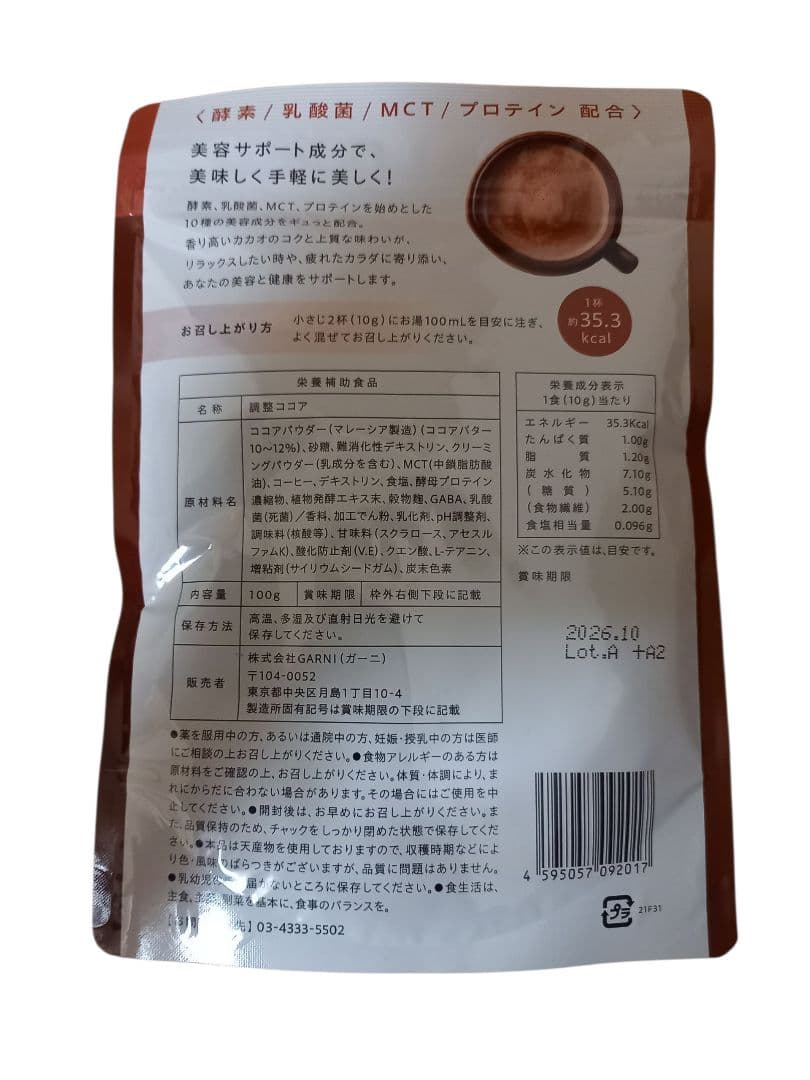 〈酵素/乳酸菌/MCT/プロテイン 配合〉
美容サポート成分で、
美味しく手軽に美しく!
酵素、乳酸菌、MCT、プロテインを始めとした
10種の美容成分をギュっと配合。
香り高いカカオのコクと上質な味わいが、
リラックスしたい時や、疲れたカラダに寄り添い、
あなたの美容と健康をサポートします。
お召し上がり方
小さじ2杯(10g)にお湯100mLを目安に注ぎ、
よく混ぜてお召し上がりください。
1杯
約35.3
kcal
栄養補助食品
名称 調整ココア
原材料名
ココアパウダー(マレーシア製造)(ココアバター
10～12%)、砂糖、難消化性デキストリン、クリーミ
ングパウダー(乳成分を含む)、MCT(中鎖脂肪酸
油)、コーヒー、デキストリン、食塩、酵母プロテイン
濃縮物、植物発酵エキス末、穀物麹、GABA、乳酸
菌(死菌)/香料、加工でん粉、乳化剤、pH調整剤、
調味料(核酸等)、甘味料(スクラロース、アセスル
ファムK)、酸化防止剤(V.E)、クエン酸、L-テアニン、
増粘剤(サイリウムシードガム)、炭末色素
内容量 100g 賞味期限 枠外右側下段に記載
保存方法
高温、多湿及び直射日光を避けて
保存してください。
販売者
株式会社GARNI(ガーニ)
〒104-0052
東京都中央区月島1丁目10-4
製造所固有記号は賞味期限の下段に記載
栄養成分表示
1食(10g)当たり
エネルギー 35.3Kcal
たんぱく質 1.00g
脂質 1.20g
炭水化物 7.10g
(糖質) 5.10g
(食物繊維) 2.00g
食塩相当量 0.096g
※この表示値は、目安です。
賞味期限
2026.10
Lot.A +A2
●薬を服用中の方、あるいは通院中の方、妊娠・授乳中の方は医師
にご相談の上お召し上がりください。●食物アレルギーのある方は
原材料をご確認の上、お召し上がりください。体質・体調により、ま
れにからだに合わない場合があります。その場合にはご使用を中
止してください。●開封後は、お早めにお召し上がりください。ま
た、品質保持のため、チャックをしっかり閉めた状態で保存してくだ
さい。●本品は天産物を使用しておりますので、収穫時期などによ
り色・風味のばらつきがございますが、品質に問題はありません。
●乳幼児の 届かないところに保存してください。●食生活は、
主食、主菜、副菜を基本に、食事のバランスを。
先】03-4333-5502
4 595057 092017
プラ
21F31